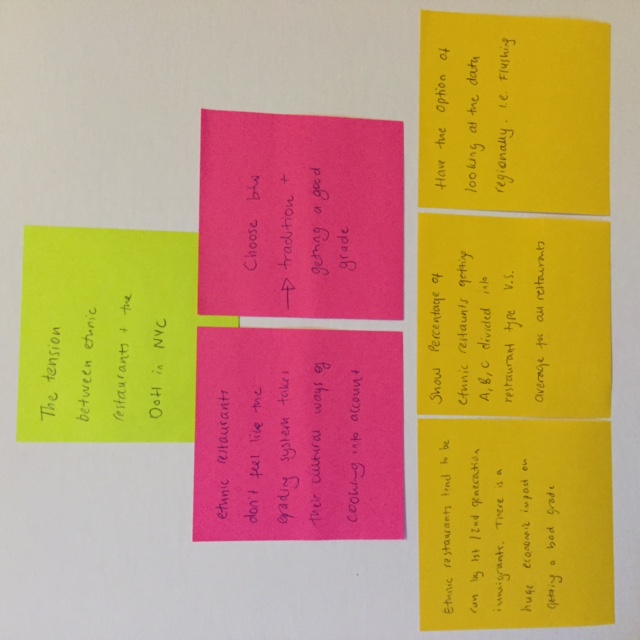 The tension
between ethnic
restaurants + the
OoH in NYC
ethnic restaurants
don't feel like the
grading system takes
their cultural ways of
cooking into account
Choose btw
→ tradition +
getting a good
grade
Ethnic restaurants tend to be
run by 1st / 2nd generation
immigrants. There is a
huge economic impact on
getting a bad grade
Show Percentage of
ethnic restaunts getting
A, B, C divided into
restaurant type V.S.
average for all restaurants
Have the option of
looking at the data
regionally. I.e. Flushing